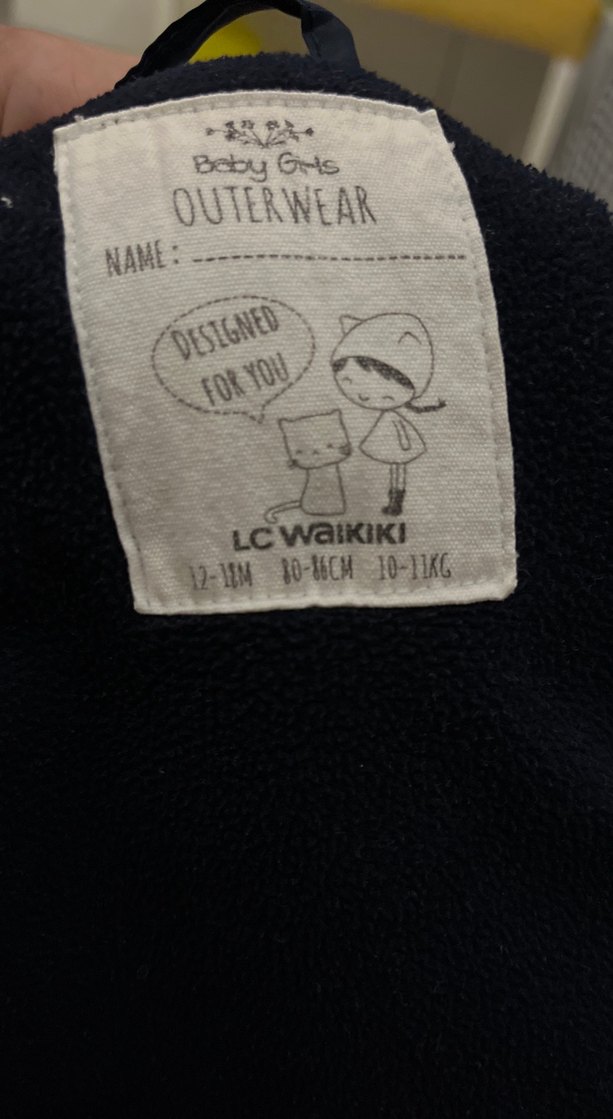 Baby Girls
OUTERWEAR
NAME:
DESIGNED
FOR YOU
LC WAIKIKI
12-18M 80-86CM 10-11KG